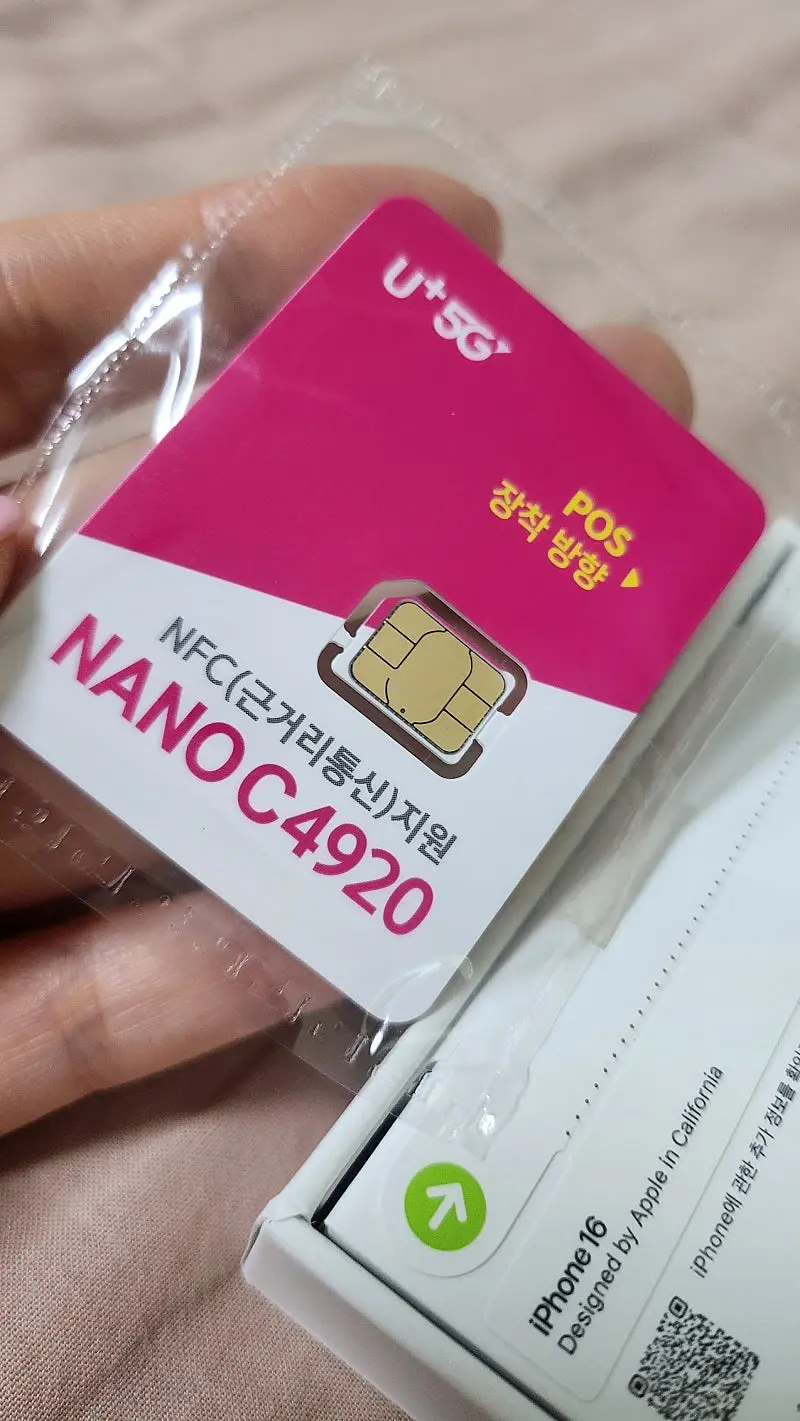 U+5G
POS
장착 방향
NFC(근거리통신)지원
NANO C4920
iPhone 16
Designed by Apple in California
iPhone에 관한 추가 정보를